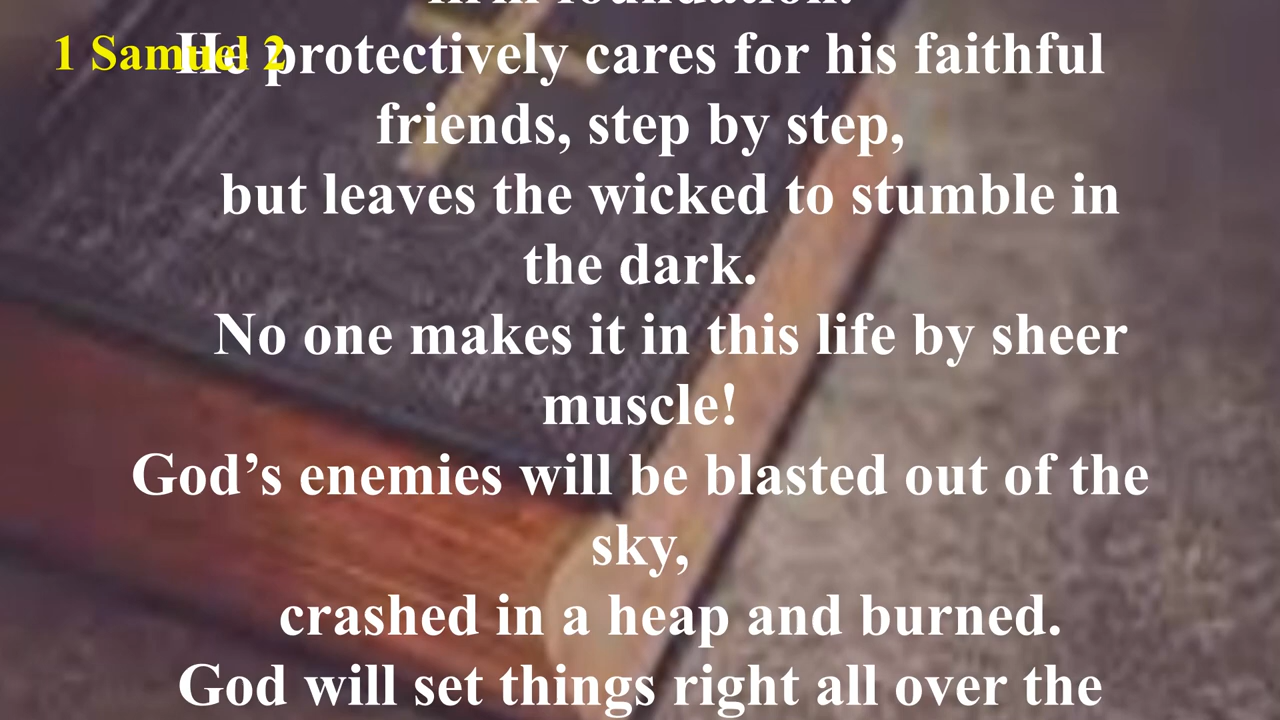 firm foundation.
1 Samuel 2
He protectively cares for his faithful
friends, step by step,
but leaves the wicked to stumble in
the dark.
No one makes it in this life by sheer
muscle!
God’s enemies will be blasted out of the
sky,
crashed in a heap and burned.
God will set things right all over the